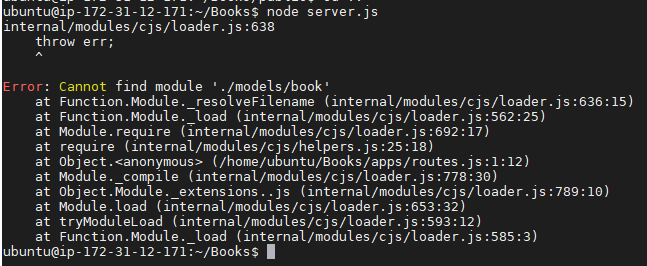 ubuntu@ip-172-31-12-171:~/Books$ node server.js
internal/modules/cjs/loader.js:638
    throw err;
    ^

Error: Cannot find module './models/book'
    at Function.Module._resolveFilename (internal/modules/cjs/loader.js:636:15)
    at Function.Module._load (internal/modules/cjs/loader.js:562:25)
    at Module.require (internal/modules/cjs/loader.js:692:17)
    at require (internal/modules/cjs/helpers.js:25:18)
    at Object.<anonymous> (/home/ubuntu/Books/apps/routes.js:1:12)
    at Module._compile (internal/modules/cjs/loader.js:778:30)
    at Object.Module._extensions..js (internal/modules/cjs/loader.js:789:10)
    at Module.load (internal/modules/cjs/loader.js:653:32)
    at tryModuleLoad (internal/modules/cjs/loader.js:593:12)
    at Function.Module._load (internal/modules/cjs/loader.js:585:3)
ubuntu@ip-172-31-12-171:~/Books$